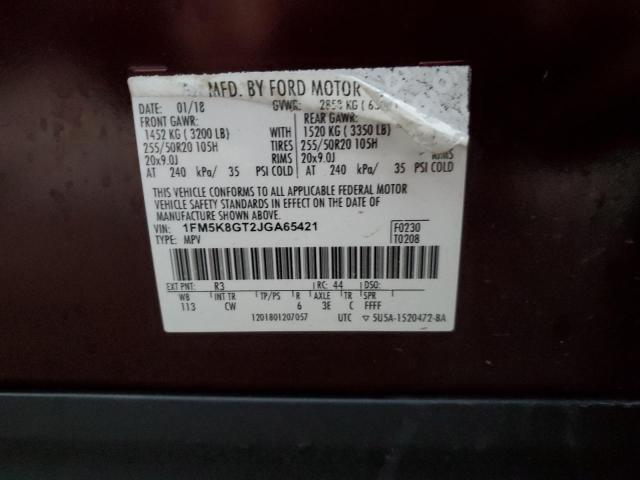 MFD. BY FORD MOTOR
DATE: 01/18 GVWR: 2858 KG
FRONT GAWR: REAR GAWR:
1452 KG ( 3200 LB) WITH 1520 KG ( 3350 LB)
255/50R20 105H TIRES 255/50R20 105H
20x9.0J RIMS 20x9.0J
AT 240 kPa/ 35 PSI COLD AT 240 kPa/ 35 PSI COLD
THIS VEHICLE CONFORMS TO ALL APPLICABLE FEDERAL MOTOR
VEHICLE SAFETY STANDARDS IN EFFECT ON THE DATE OF
MANUFACTURE SHOWN ABOVE.
VIN: 1FM5K8GT2JGA65421 F0230
TYPE: MPV T0208
EXT PNT: R3 RC: 44 DSO:
WB INT TR TP/PS R AXLE TR SPR
113 CW 6 3E C FFFF
1201801207057 UTC ▽ 5U5A-1520472-BA